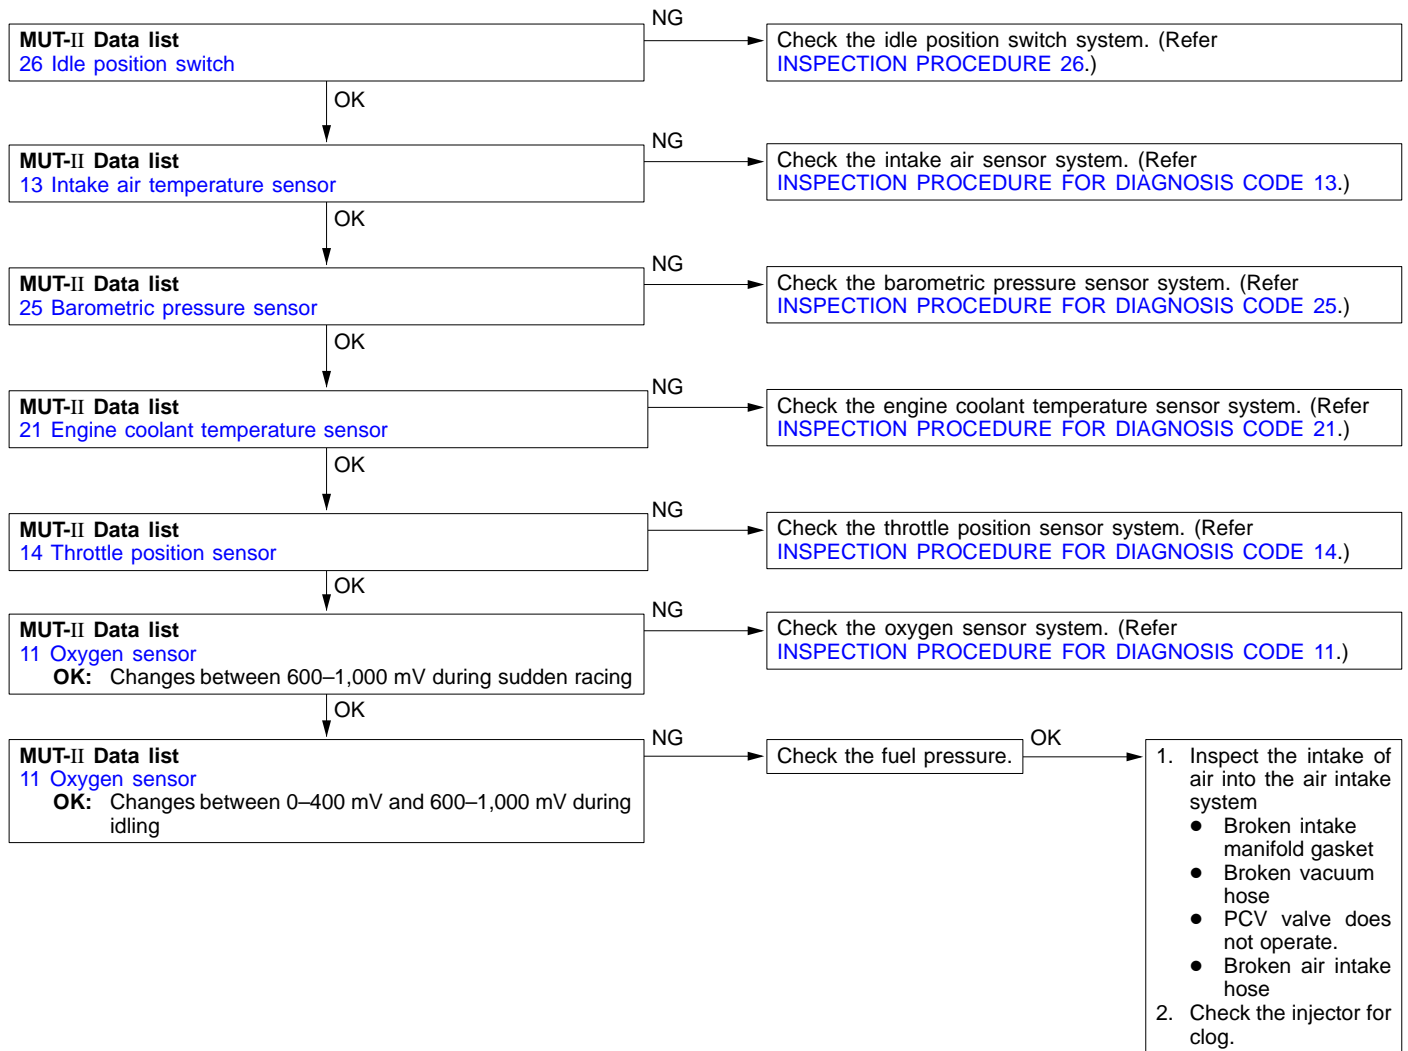 NG
MUT-II Data list
26 Idle position switch
Check the idle position switch system. (Refer
INSPECTION PROCEDURE 26.)
OK
NG
MUT-II Data list
13 Intake air temperature sensor
Check the intake air sensor system. (Refer
INSPECTION PROCEDURE FOR DIAGNOSIS CODE 13.)
OK
NG
MUT-II Data list
25 Barometric pressure sensor
Check the barometric pressure sensor system. (Refer
INSPECTION PROCEDURE FOR DIAGNOSIS CODE 25.)
OK
NG
MUT-II Data list
21 Engine coolant temperature sensor
Check the engine coolant temperature sensor system. (Refer
INSPECTION PROCEDURE FOR DIAGNOSIS CODE 21.)
OK
NG
MUT-II Data list
14 Throttle position sensor
Check the throttle position sensor system. (Refer
INSPECTION PROCEDURE FOR DIAGNOSIS CODE 14.)
OK
NG
MUT-II Data list
11 Oxygen sensor
OK: Changes between 600–1,000 mV during sudden racing
Check the oxygen sensor system. (Refer
INSPECTION PROCEDURE FOR DIAGNOSIS CODE 11.)
OK
NG
MUT-II Data list
11 Oxygen sensor
OK: Changes between 0–400 mV and 600–1,000 mV during
idling
Check the fuel pressure.
OK
1. Inspect the intake of
air into the air intake
system
● Broken intake
manifold gasket
● Broken vacuum
hose
● PCV valve does
not operate.
● Broken air intake
hose
2. Check the injector for
clog.